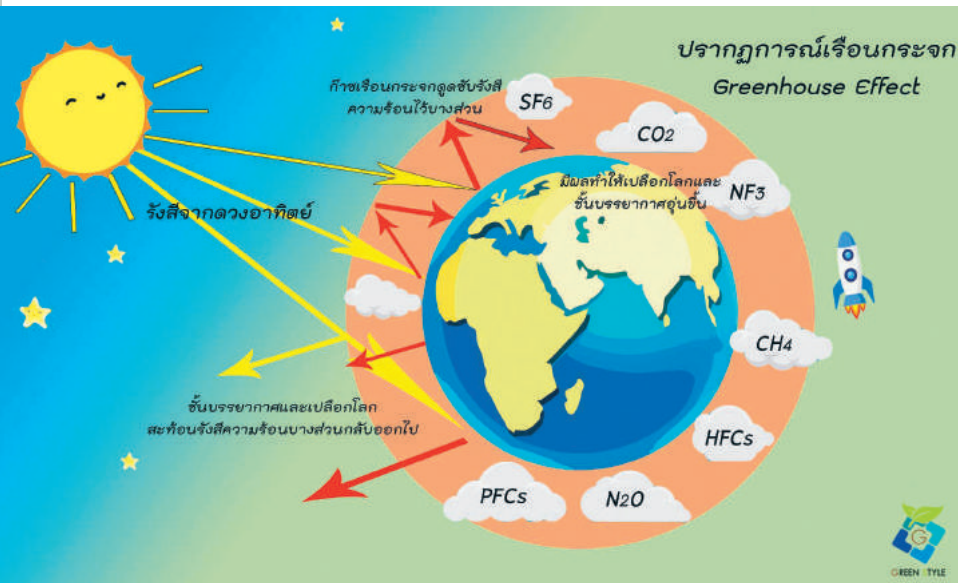 ปรากฏการณ์เรือนกระจก
Greenhouse Effect
ก๊าซเรือนกระจกดูดซับรังสี
ความร้อนไว้บางส่วน
SF6
CO2
มีผลทำให้เปลือกโลกและ
ชั้นบรรยากาศอุ่นขึ้น
NF3
รังสีจากดวงอาทิตย์
CH4
ชั้นบรรยากาศและเปลือกโลก
สะท้อนรังสีความร้อนบางส่วนกลับออกไป
HFCs
PFCs
N2O
G
GREEN STYLE